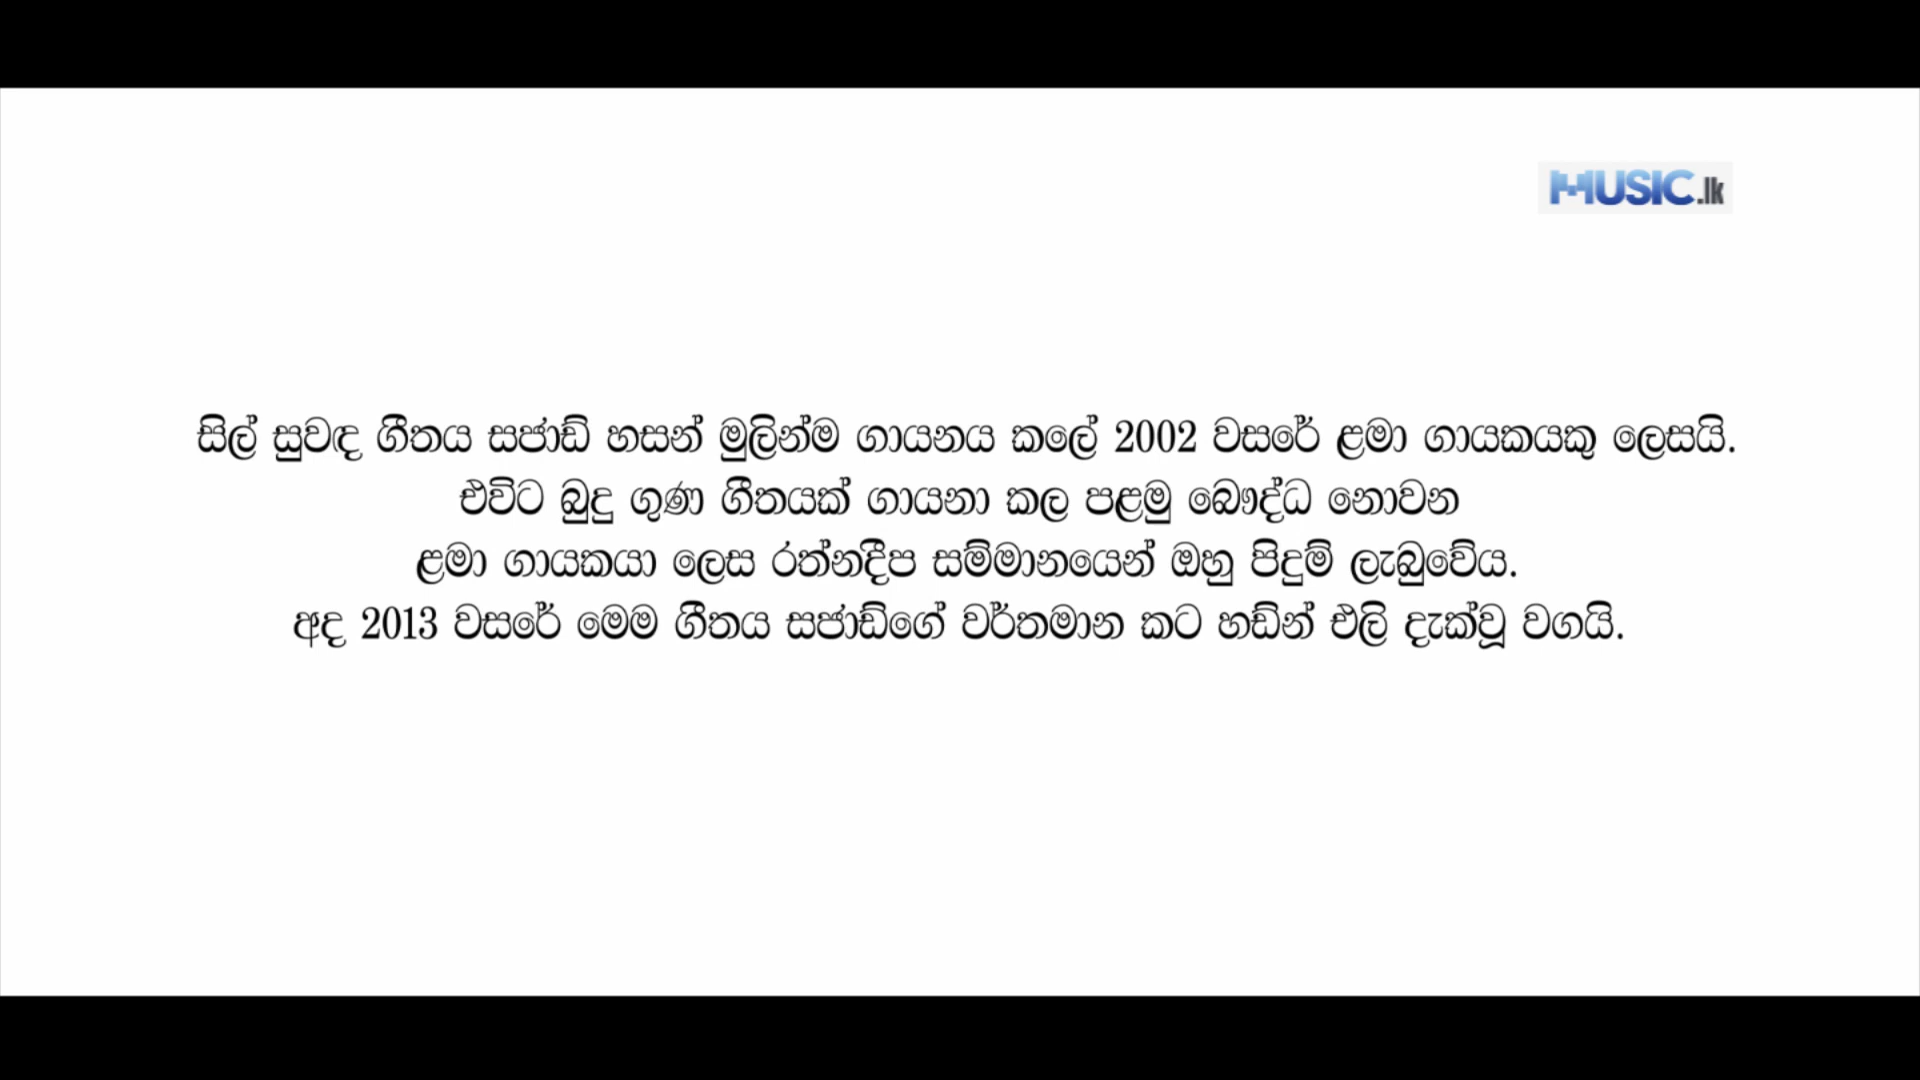 MUSIC.lk
සිල් සුවඳ ගීතය සජාඩ් හසන් මුලින්ම ගායනය කලේ 2002 වසරේ ළමා ගායකයකු ලෙසයි.
එවිට බුදු ගුණ ගීතයක් ගායනා කල පළමු බෞද්ධ නොවන
ළමා ගායකයා ලෙස රත්නදීප සම්මානයෙන් ඔහු පිදුම් ලැබුවේය.
අද 2013 වසරේ මෙම ගීතය සජාඩ්ගේ වර්තමාන කට හඩින් එලි දැක්වූ වගයි.